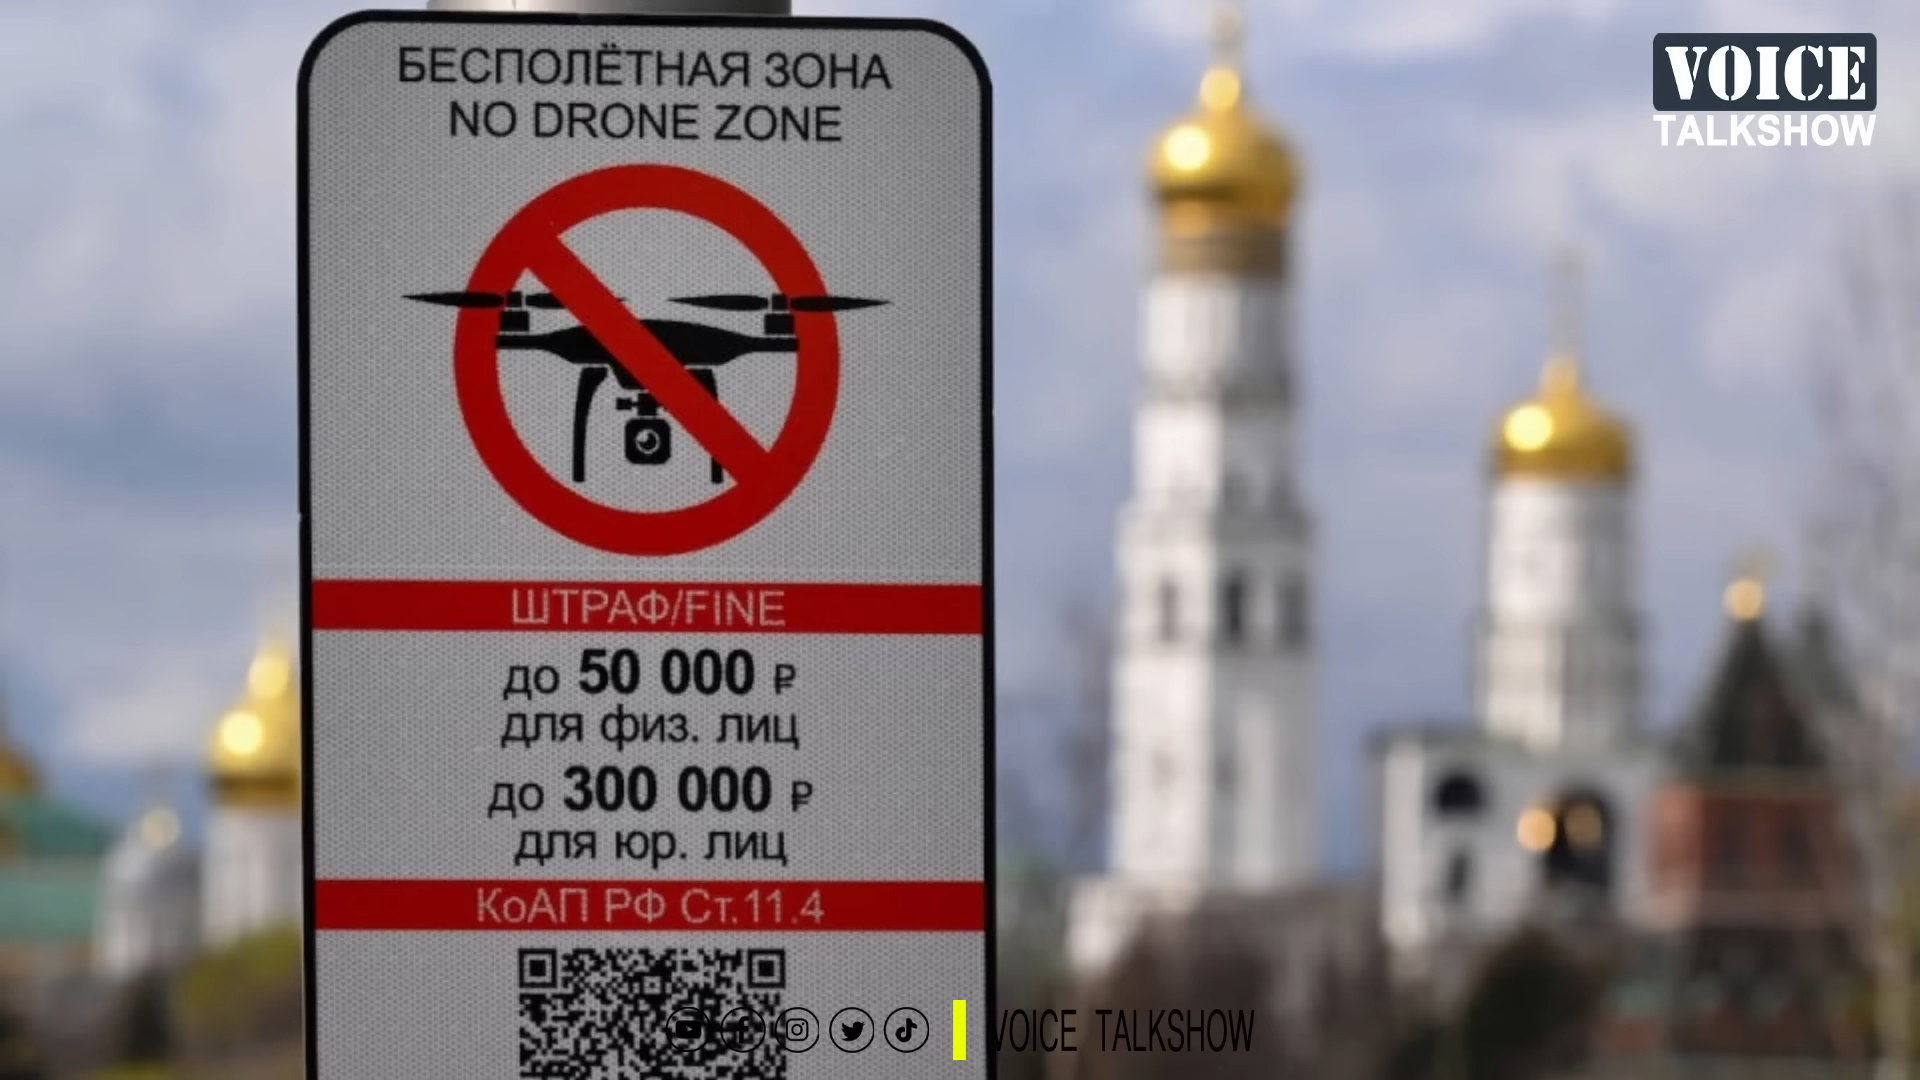 БЕСПОЛЁТНАЯ ЗОНА
NO DRONE ZONE
ШТРАФ/FINE
до 50 000 ₽
для физ. лиц
до 300 000 ₽
для юр. лиц
КоАП РФ Ст.11.4
VOICE
TALKSHOW
VOICE TALKSHOW